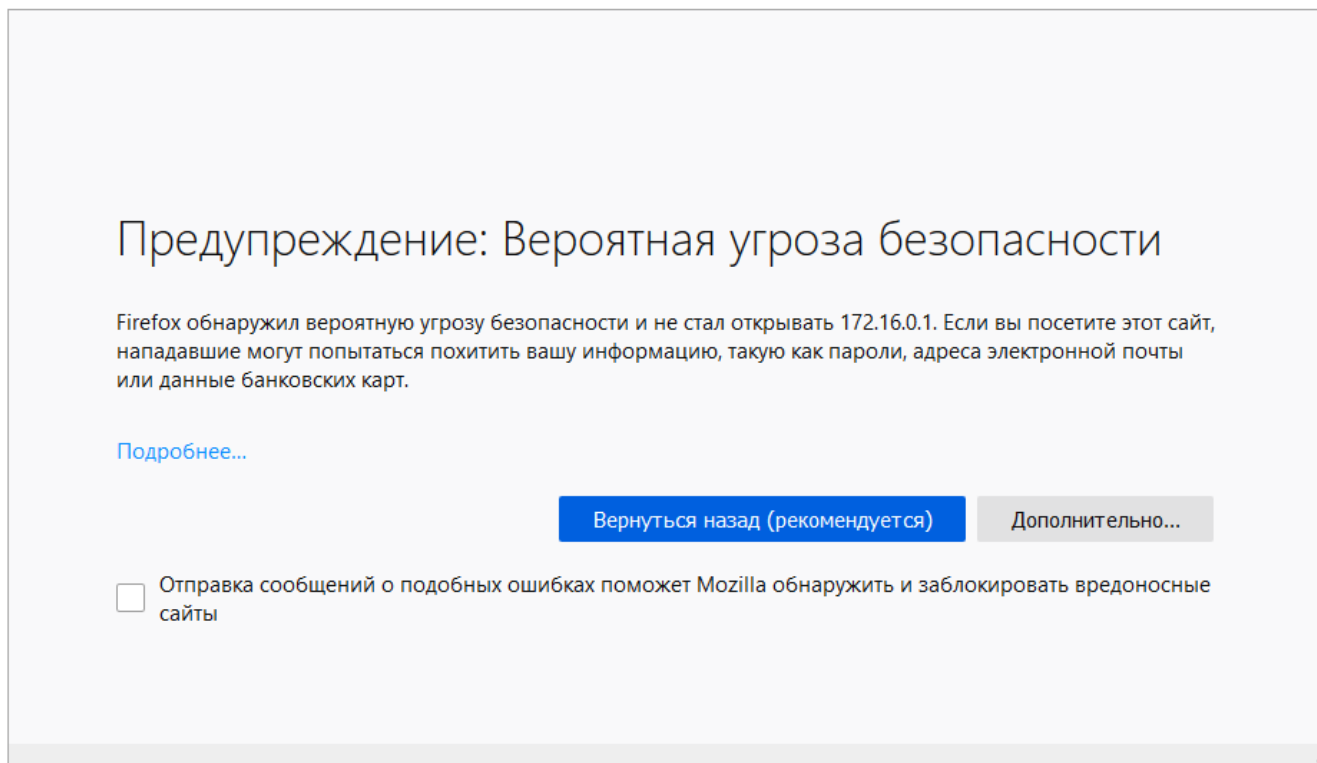 Предупреждение: Вероятная угроза безопасности
Firefox обнаружил вероятную угрозу безопасности и не стал открывать 172.16.0.1. Если вы посетите этот сайт,
нападавшие могут попытаться похитить вашу информацию, такую как пароли, адреса электронной почты
или данные банковских карт.
Подробнее...
Вернуться назад (рекомендуется)
Дополнительно...
Отправка сообщений о подобных ошибках поможет Mozilla обнаружить и заблокировать вредоносные
сайты